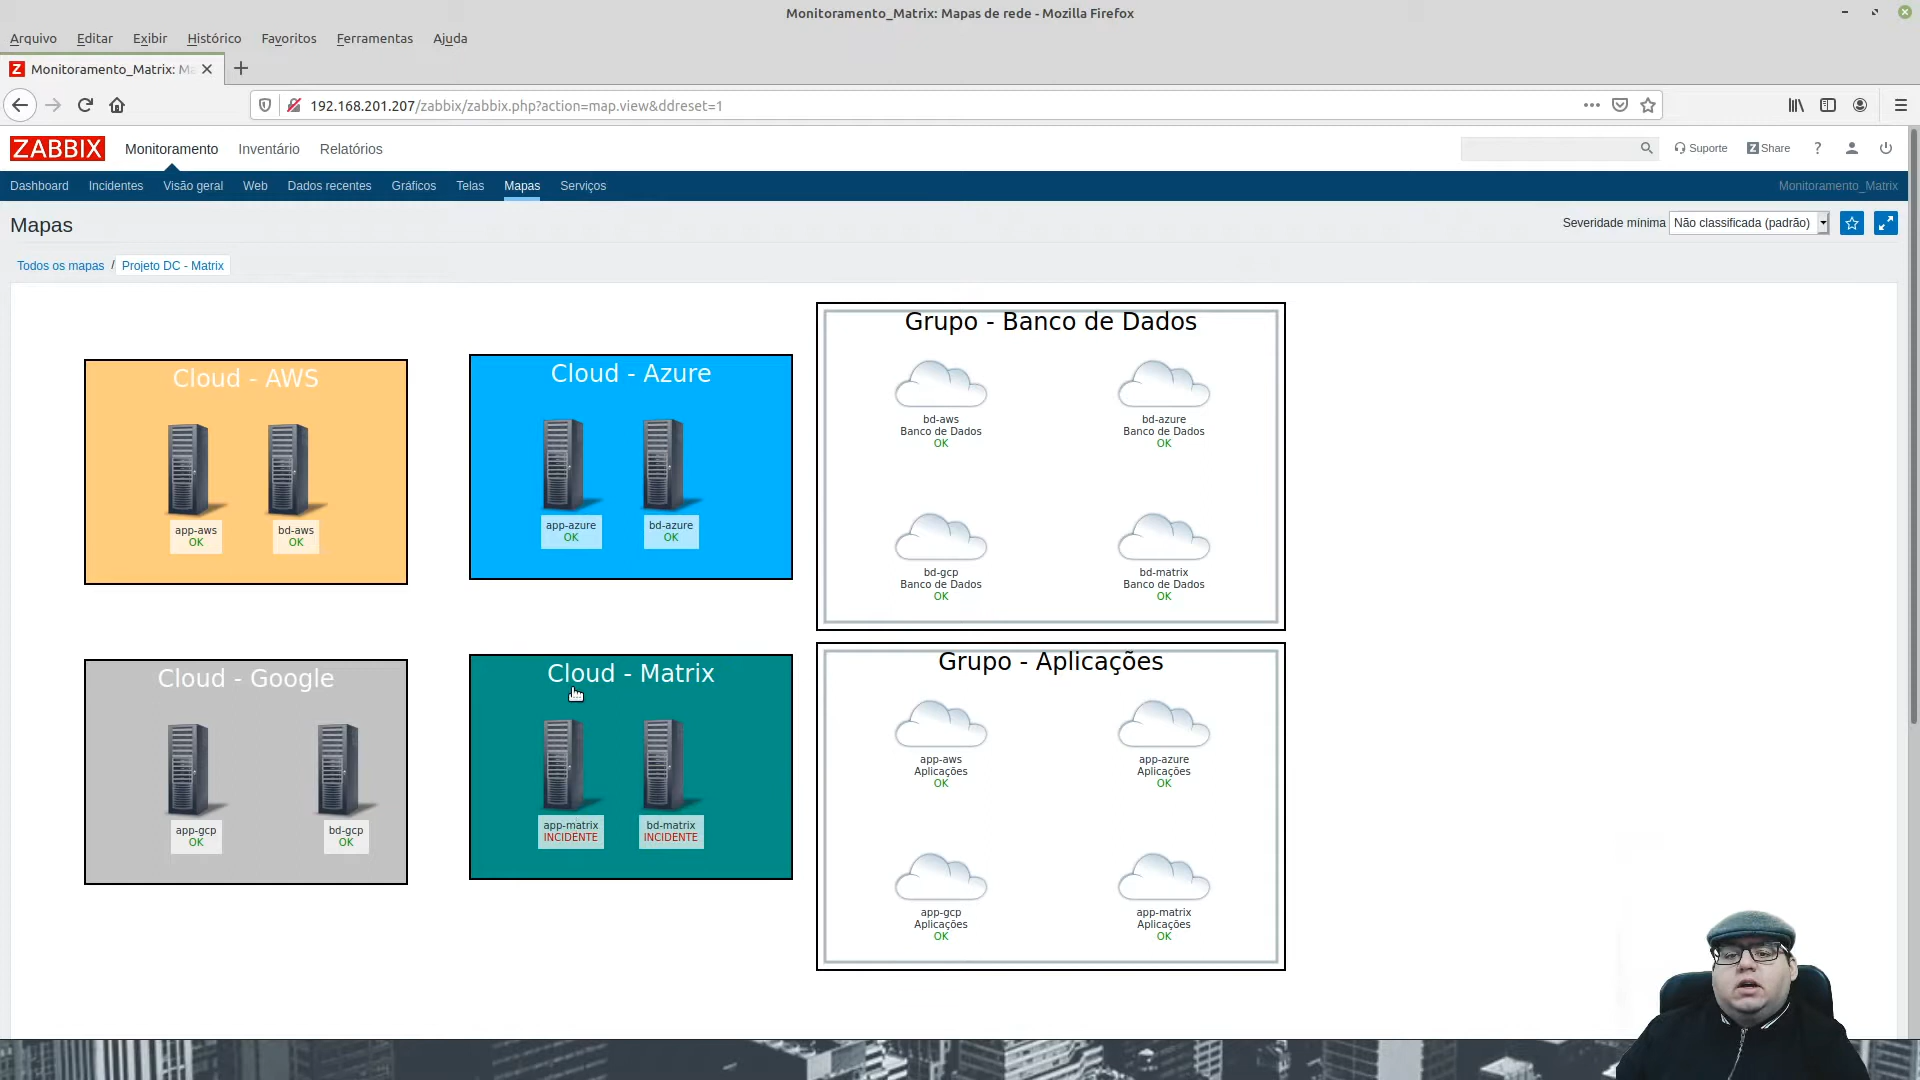 Monitoramento_Matrix: Mapas de rede - Mozilla Firefox
Arquivo Editar Exibir Histórico Favoritos Ferramentas Ajuda
Z Monitoramento_Matrix: Ma
192.168.201.207/zabbix/zabbix.php?action=map.view&ddreset=1
ZABBIX Monitoramento Inventário Relatórios Suporte Z Share ?
Dashboard Incidentes Visão geral Web Dados recentes Gráficos Telas Mapas Serviços Monitoramento_Matrix
Mapas
Severidade mínima Não classificada (padrão)
Todos os mapas / Projeto DC - Matrix
Cloud - AWS
app-aws
OK
bd-aws
OK
Cloud - Azure
app-azure
OK
bd-azure
OK
Grupo - Banco de Dados
bd-aws
Banco de Dados
OK
bd-azure
Banco de Dados
OK
bd-gcp
Banco de Dados
OK
bd-matrix
Banco de Dados
OK
Cloud - Google
app-gcp
OK
bd-gcp
OK
Cloud - Matrix
app-matrix
INCIDENTE
bd-matrix
INCIDENTE
Grupo - Aplicações
app-aws
Aplicações
OK
app-azure
Aplicações
OK
app-gcp
Aplicações
OK
app-matrix
Aplicações
OK